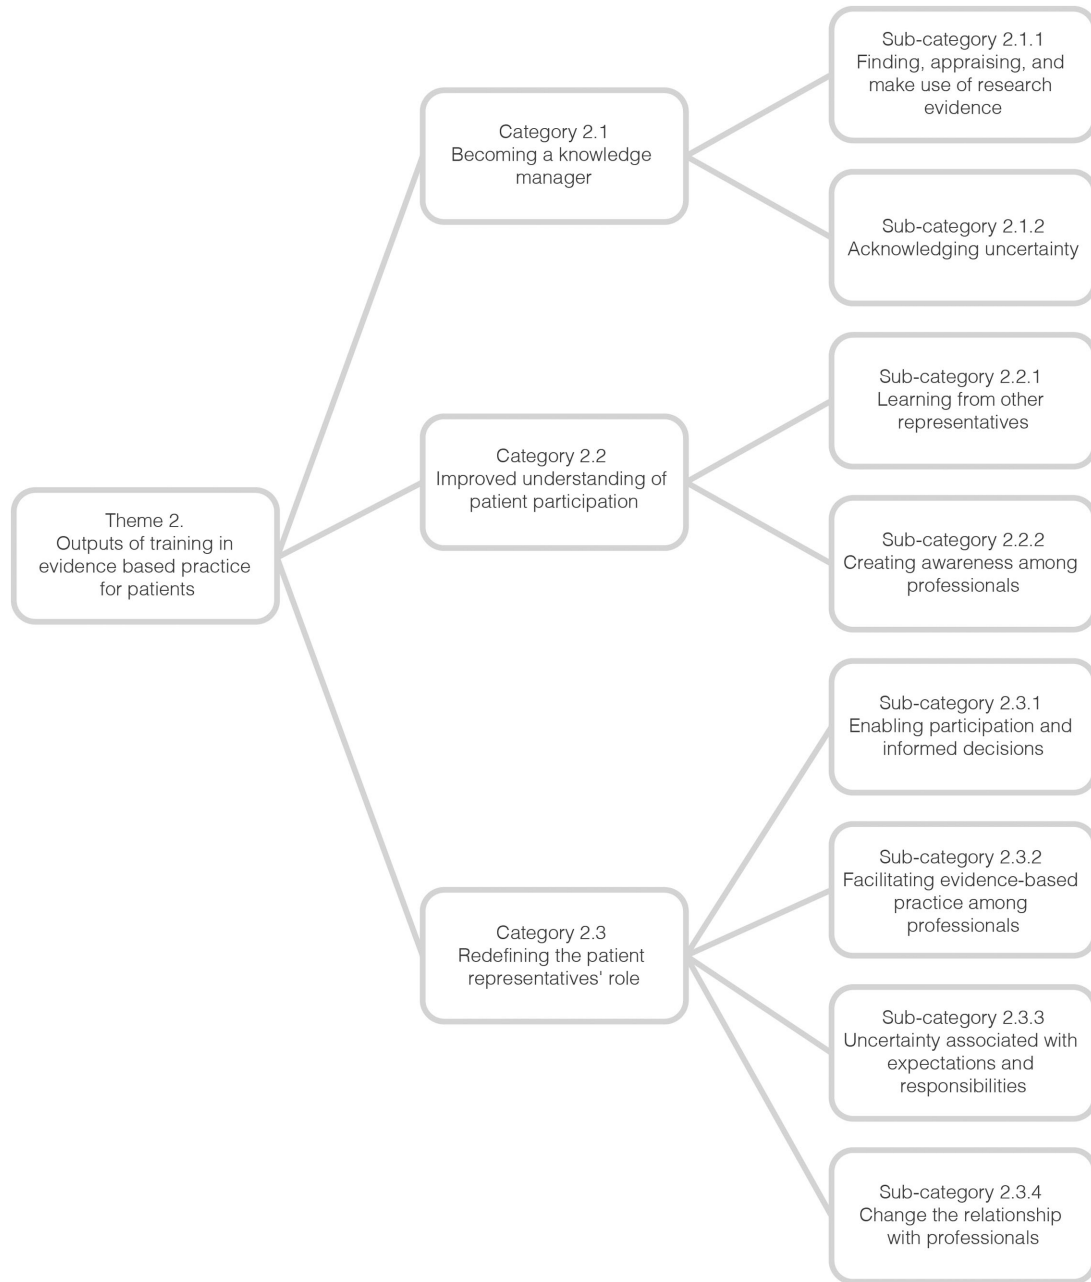 Sub-category 2.1.1
Finding, appraising, and
make use of research
evidence
Category 2.1
Becoming a knowledge
manager
Sub-category 2.1.2
Acknowledging uncertainty
Sub-category 2.2.1
Learning from other
representatives
Category 2.2
Improved understanding of
patient participation
Theme 2.
Outputs of training in
evidence based practice
for patients
Sub-category 2.2.2
Creating awareness among
professionals
Sub-category 2.3.1
Enabling participation and
informed decisions
Sub-category 2.3.2
Facilitating evidence-based
practice among
professionals
Category 2.3
Redefining the patient
representatives' role
Sub-category 2.3.3
Uncertainty associated with
expectations and
responsibilities
Sub-category 2.3.4
Change the relationship
with professionals